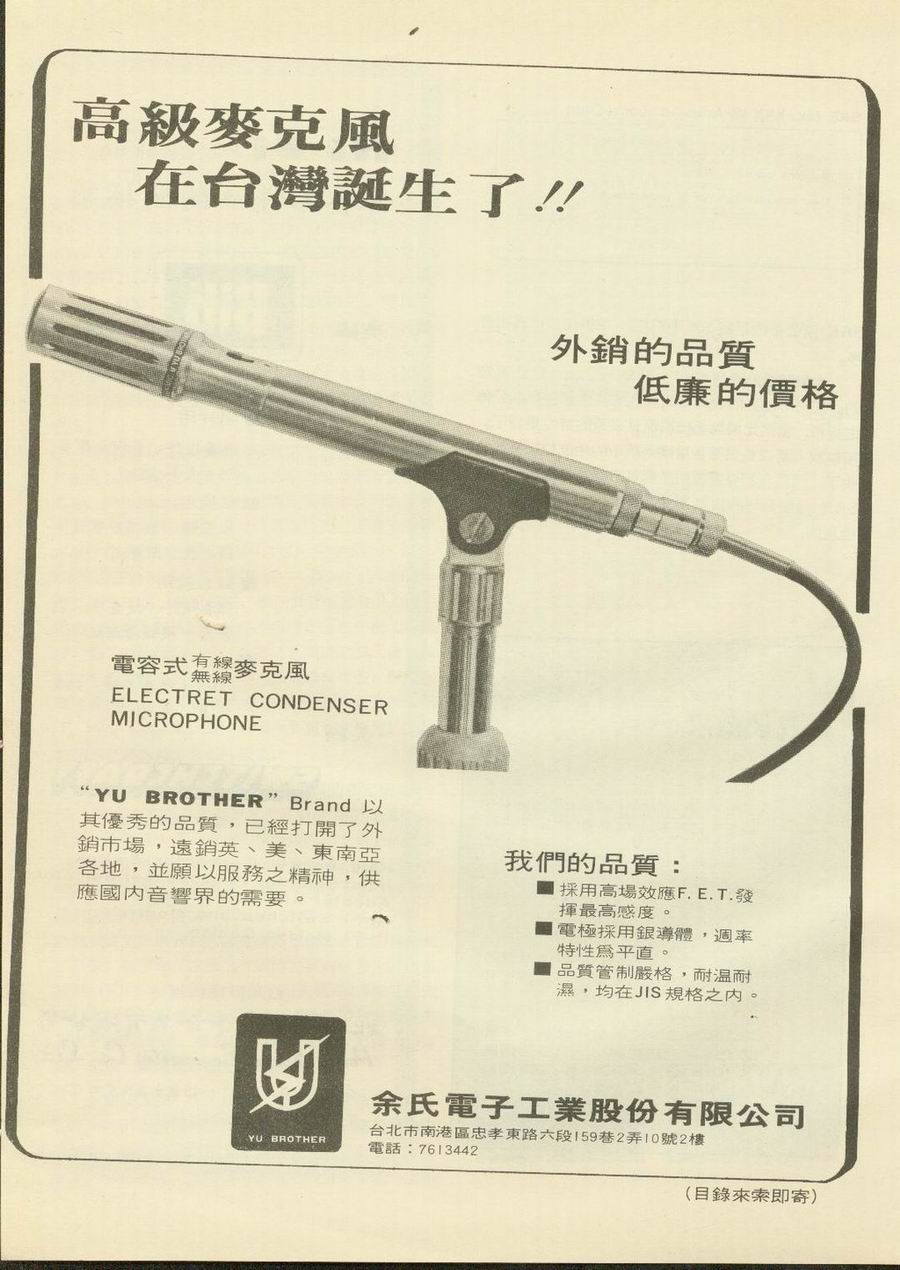 高級麥克風
在台灣誕生了!!
外銷的品質
低廉的價格
電容式有線無線麥克風
ELECTRET CONDENSER
MICROPHONE
“YU BROTHER” Brand 以
其優秀的品質，已經打開了外
銷市場，遠銷英、美、東南亞
各地，並願以服務之精神，供
應國內音響界的需要。
我們的品質：
■ 採用高場效應F.E.T.發
揮最高感度。
■ 電極採用銀導體，週率
特性爲平直。
■ 品質管制嚴格，耐温耐
濕，均在JIS規格之內。
YU BROTHER
余氏電子工業股份有限公司
台北市南港區忠孝東路六段159巷2弄10號2樓
電話：7613442
（目錄來索即寄）